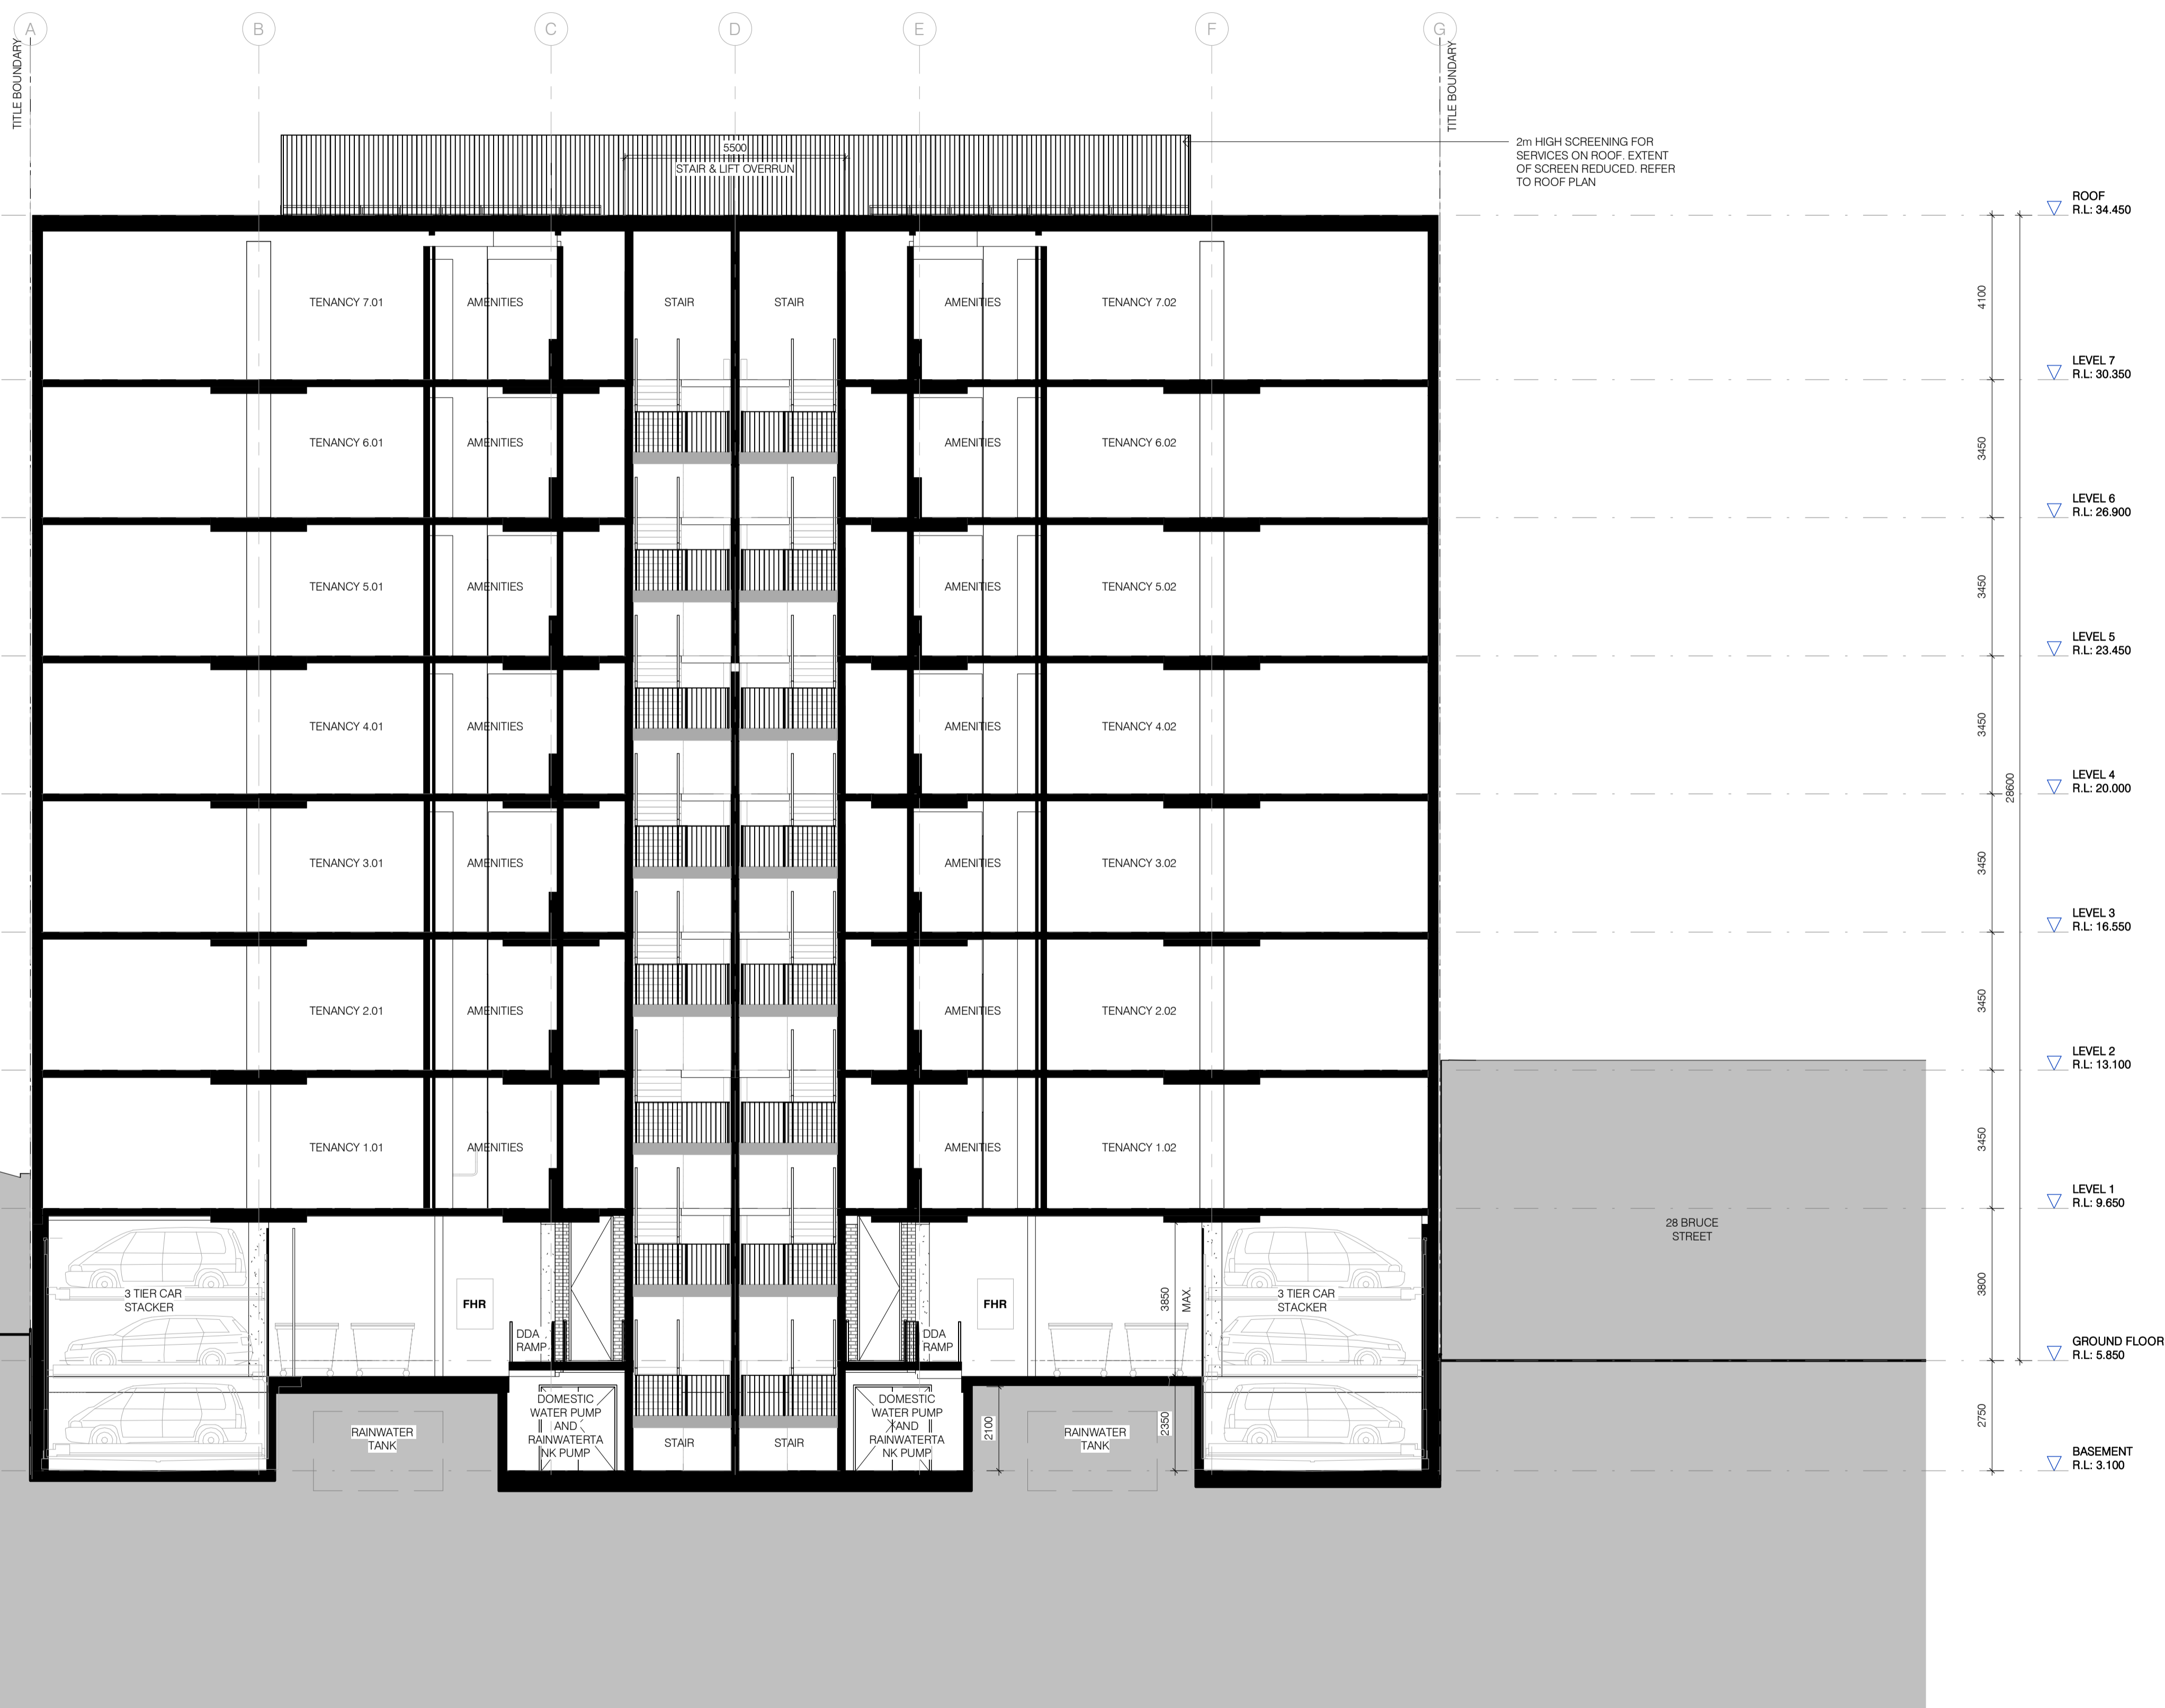 A
B
C
D
E
F
G
TITLE BOUNDARY
TITLE BOUNDARY
5500
STAIR & LIFT OVERRUN
2m HIGH SCREENING FOR
SERVICES ON ROOF. EXTENT
OF SCREEN REDUCED. REFER
TO ROOF PLAN
ROOF
R.L: 34.450
TENANCY 7.01
AMENITIES
STAIR
STAIR
AMENITIES
TENANCY 7.02
4100
LEVEL 7
R.L: 30.350
TENANCY 6.01
AMENITIES
AMENITIES
TENANCY 6.02
3450
LEVEL 6
R.L: 26.900
TENANCY 5.01
AMENITIES
AMENITIES
TENANCY 5.02
3450
LEVEL 5
R.L: 23.450
TENANCY 4.01
AMENITIES
AMENITIES
TENANCY 4.02
3450
28600
LEVEL 4
R.L: 20.000
TENANCY 3.01
AMENITIES
AMENITIES
TENANCY 3.02
3450
LEVEL 3
R.L: 16.550
TENANCY 2.01
AMENITIES
AMENITIES
TENANCY 2.02
3450
LEVEL 2
R.L: 13.100
TENANCY 1.01
AMENITIES
AMENITIES
TENANCY 1.02
3450
LEVEL 1
R.L: 9.650
28 BRUCE
STREET
3 TIER CAR
STACKER
FHR
DDA
RAMP
FHR
DDA
RAMP
3850
MAX.
3 TIER CAR
STACKER
3800
GROUND FLOOR
R.L: 5.850
RAINWATER
TANK
DOMESTIC
WATER PUMP
AND
RAINWATERTA
NK PUMP
STAIR
STAIR
DOMESTIC
WATER PUMP
AND
RAINWATERTA
NK PUMP
2100
RAINWATER
TANK
2350
2750
BASEMENT
R.L: 3.100